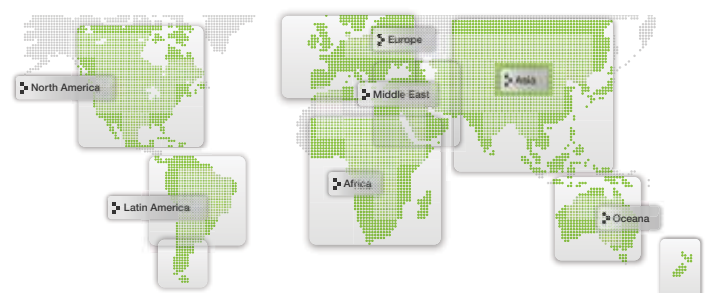 Europe
Asia
North America
Middle East
Africa
Latin America
Oceana